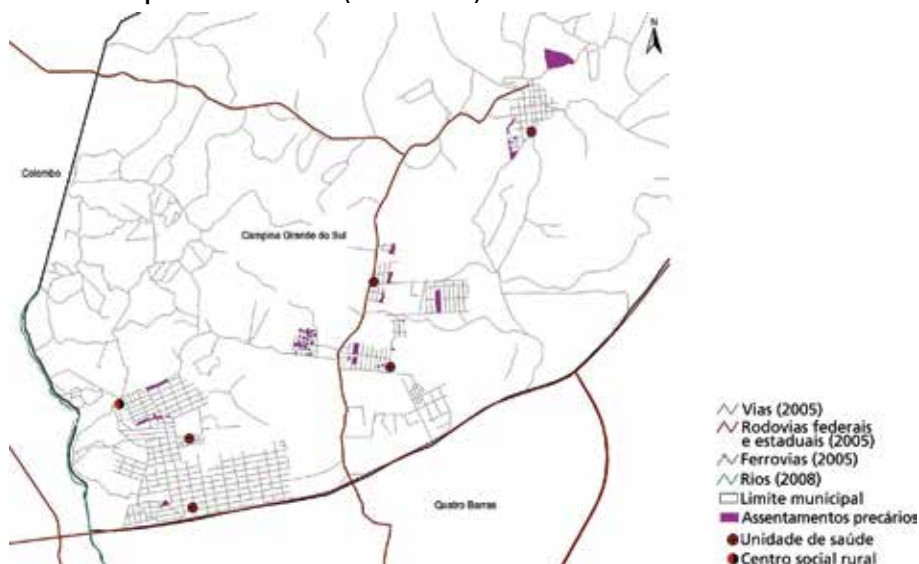 N
Colombo
Campina Grande do Sul
Quatro Barras
Vias (2005)
Rodovias federais
e estaduais (2005)
Ferrovias (2005)
Rios (2008)
Limite municipal
Assentamentos precários
Unidade de saúde
Centro social rural